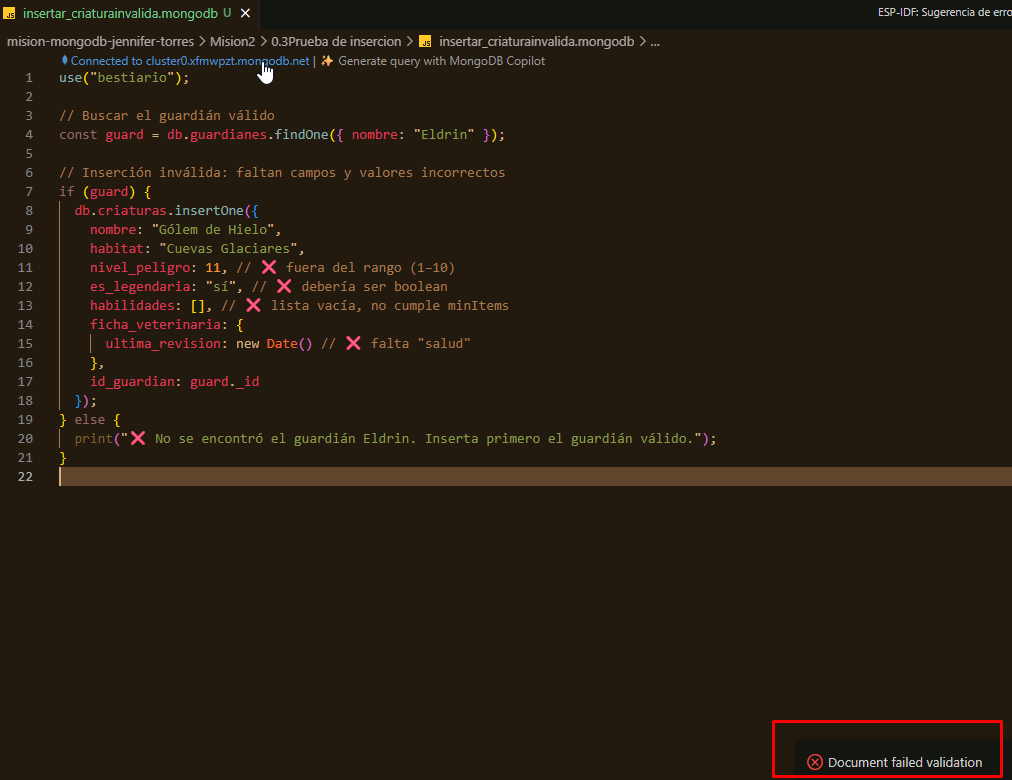 JS insertar_criaturainvalida.mongodb U ×
ESP-IDF: Sugerencia de erro
mision-mongodb-jennifer-torres > Mision2 > 0.3Prueba de insercion > JS insertar_criaturainvalida.mongodb > ...
Connected to cluster0.xfmwpzt.mongodb.net | ✨ Generate query with MongoDB Copilot
1 use("bestiario");
2
3 // Buscar el guardián válido
4 const guard = db.guardianes.findOne({ nombre: "Eldrin" });
5
6 // Inserción inválida: faltan campos y valores incorrectos
7 if (guard) {
8 db.criaturas.insertOne({
9 nombre: "Gólem de Hielo",
10 habitat: "Cuevas Glaciares",
11 nivel_peligro: 11, // ❌ fuera del rango (1–10)
12 es_legendaria: "sí", // ❌ debería ser boolean
13 habilidades: [], // ❌ lista vacía, no cumple minItems
14 ficha_veterinaria: {
15 ultima_revision: new Date() // ❌ falta "salud"
16 },
17 id_guardian: guard._id
18 });
19 } else {
20 print("❌ No se encontró el guardián Eldrin. Inserta primero el guardián válido.");
21 }
22
Document failed validation